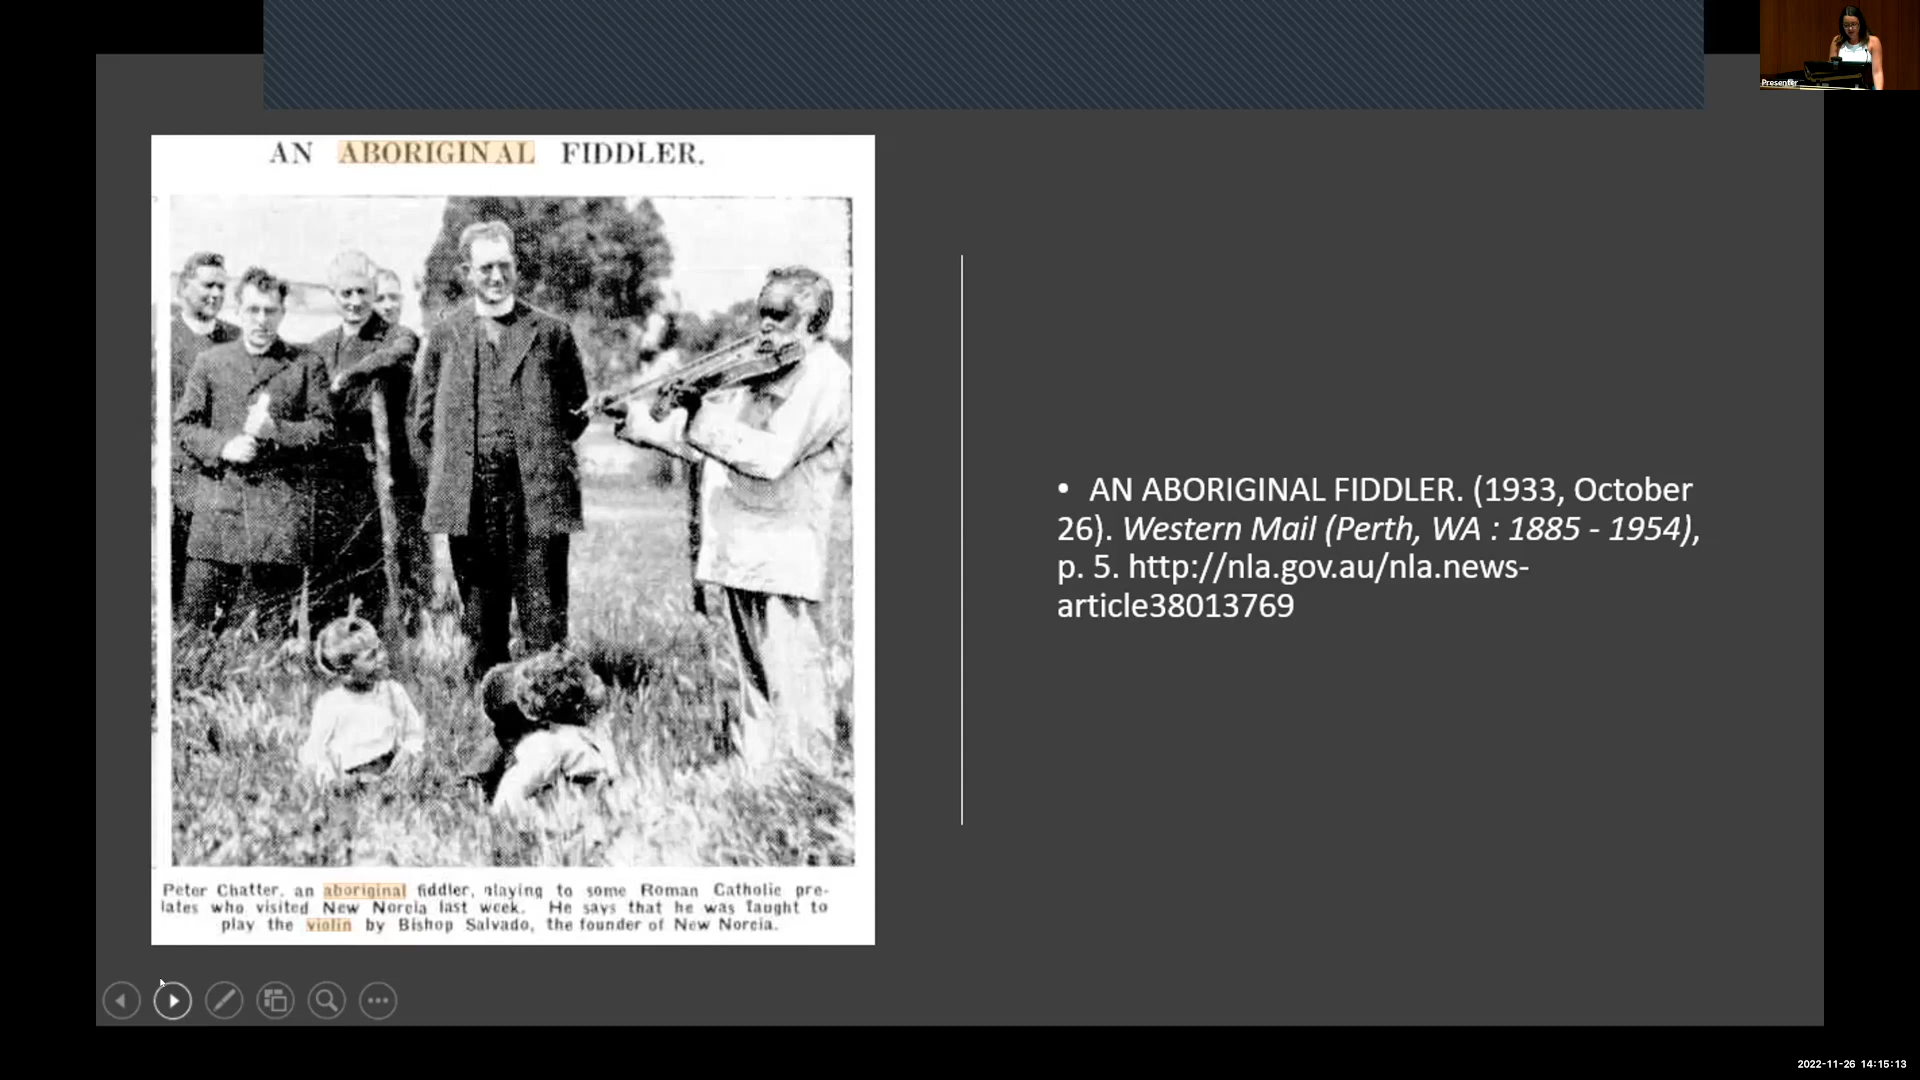 Presenter
AN ABORIGINAL FIDDLER.
Peter Chatter, an aboriginal fiddler, playing to some Roman Catholic pre-
lates who visited New Norcia last week. He says that he was taught to
play the violin by Bishop Salvado, the founder of New Norcia.
• AN ABORIGINAL FIDDLER. (1933, October
26). Western Mail (Perth, WA : 1885 - 1954),
p. 5. http://nla.gov.au/nla.news-
article38013769
2022-11-26 14:15:13